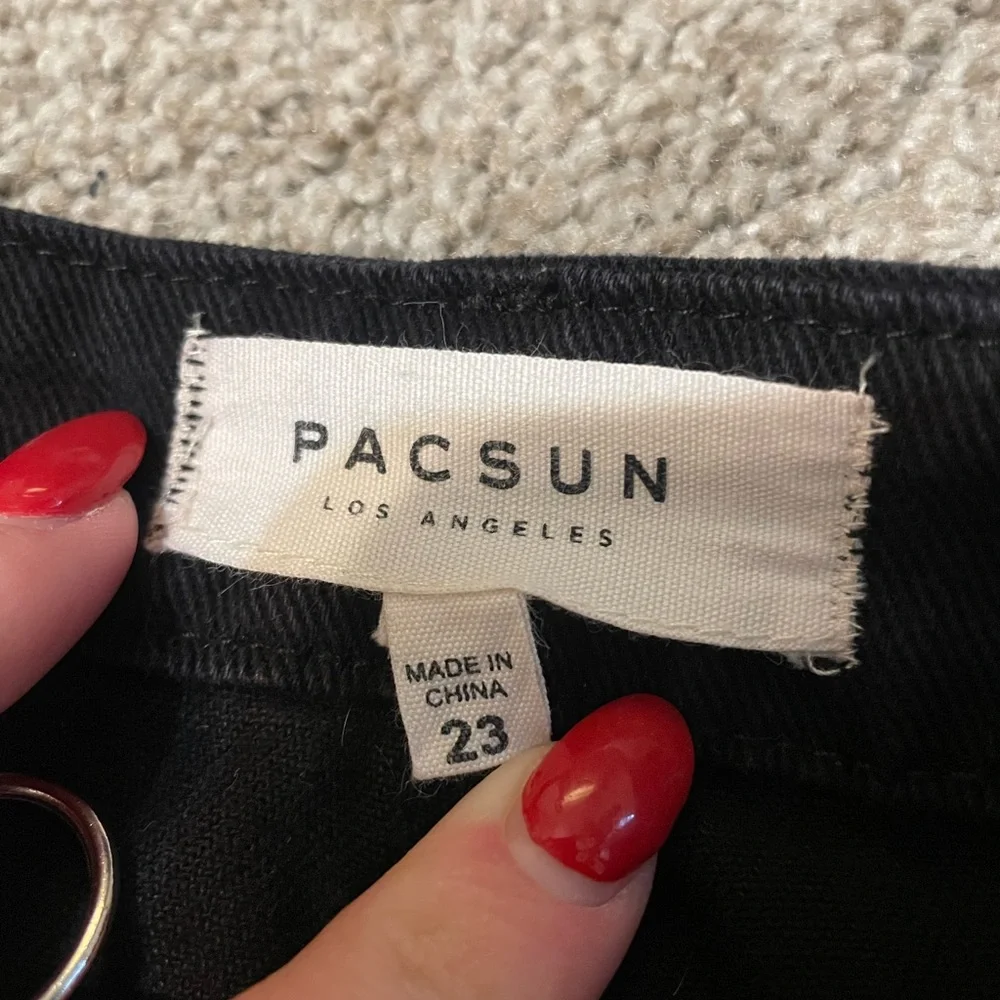 PACSUN
LOS ANGELES
MADE IN
CHINA
23